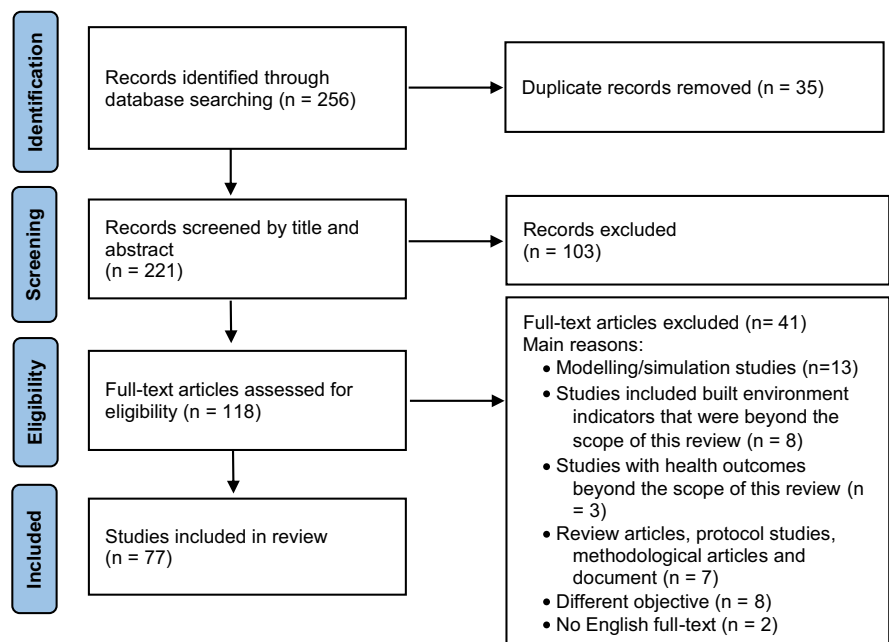 Identification
Records identified through
database searching (n = 256)
Duplicate records removed (n = 35)
Screening
Records screened by title and
abstract
(n = 221)
Records excluded
(n = 103)
Eligibility
Full-text articles assessed for
eligibility (n = 118)
Full-text articles excluded (n= 41)
Main reasons:
• Modelling/simulation studies (n=13)
• Studies included built environment
indicators that were beyond the
scope of this review (n = 8)
• Studies with health outcomes
beyond the scope of this review (n
= 3)
• Review articles, protocol studies,
methodological articles and
document (n = 7)
• Different objective (n = 8)
• No English full-text (n = 2)
Included
Studies included in review
(n = 77)